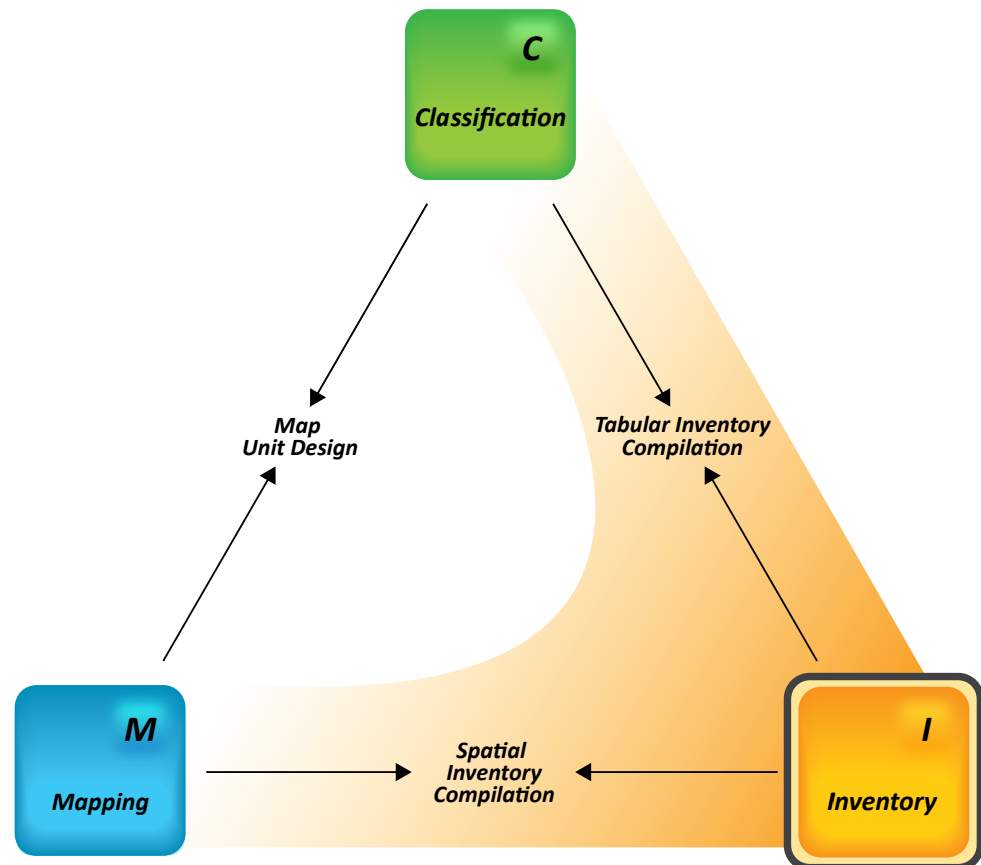 C
Classification
Map
Unit Design
Tabular Inventory
Compilation
M
Mapping
Spatial
Inventory
Compilation
I
Inventory